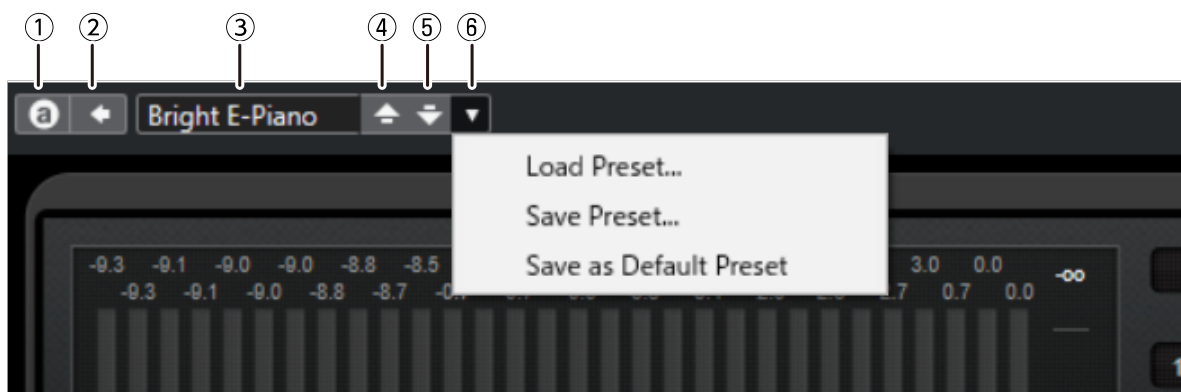 ① ② ③ ④ ⑤ ⑥
a Bright E-Piano
Load Preset...
Save Preset...
Save as Default Preset
-9.3 -9.1 -9.0 -9.0 -8.8 -8.5 3.0 0.0
-∞
-9.3 -9.1 -9.0 -8.8 -8.7 0.7 0.0